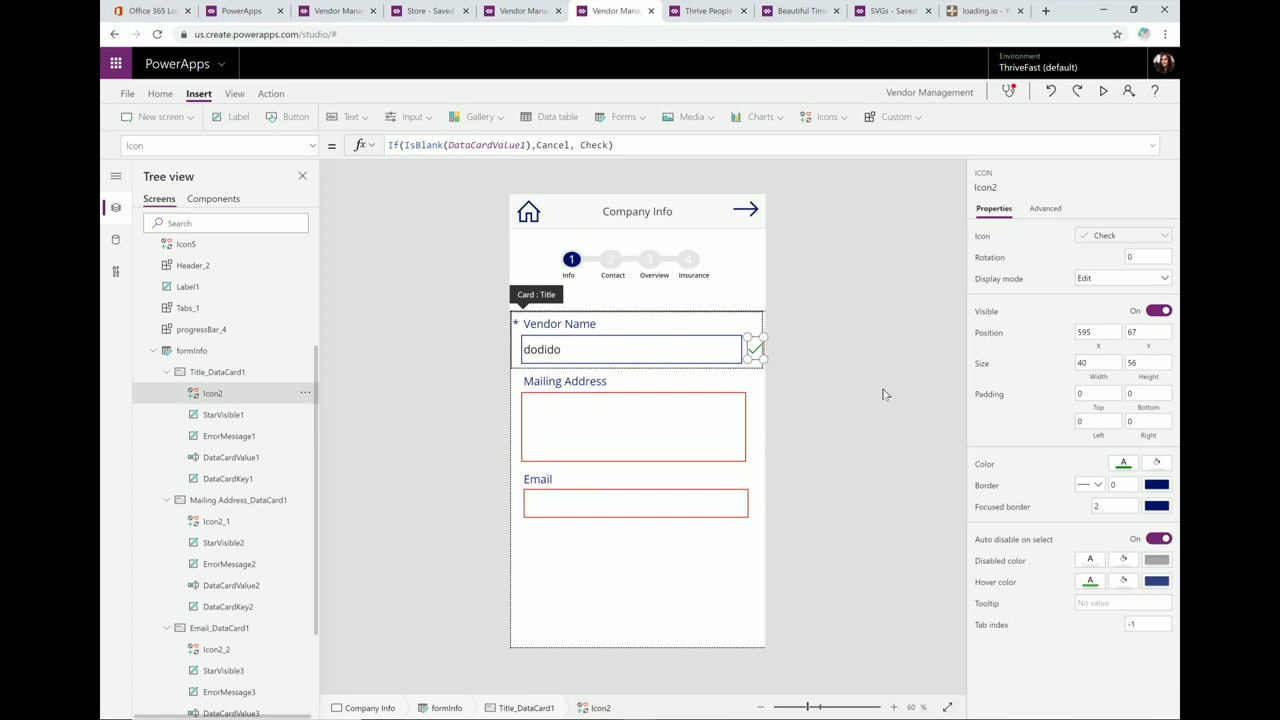 Office 365 Lo
PowerApps
Vendor Mana
Store - Saved
Vendor Mana
Vendor Mana
Thrive People
Beautiful Tim
SVGs - Saved
loading.io - Y
us.create.powerapps.com/studio/#
PowerApps
Environment
ThriveFast (default)
File
Home
Insert
View
Action
Vendor Management
New screen
Label
Button
Text
Input
Gallery
Data table
Forms
Media
Charts
Icons
Custom
Icon
=
fx
If(IsBlank(DataCardValue1),Cancel, Check)
Tree view
Screens
Components
Search
Icon5
Header_2
Label1
Tabs_1
progressBar_4
formInfo
Title_DataCard1
Icon2
StarVisible1
ErrorMessage1
DataCardValue1
DataCardKey1
Mailing Address_DataCard1
Icon2_1
StarVisible2
ErrorMessage2
DataCardValue2
DataCardKey2
Email_DataCard1
Icon2_2
StarVisible3
ErrorMessage3
DataCardValue3
Company Info
1 2 3 4
Info Contact Overview Insurance
Card : Title
* Vendor Name
dodido
Mailing Address
Email
Company Info
formInfo
Title_DataCard1
Icon2
60 %
ICON
Icon2
Properties
Advanced
Icon
Check
Rotation
0
Display mode
Edit
Visible
On
Position
595 67
X Y
Size
40 56
Width Height
Padding
0 0
Top Bottom
0 0
Left Right
Color
A
Border
0
Focused border
2
Auto disable on select
On
Disabled color
A
Hover color
A
Tooltip
No value
Tab index
-1